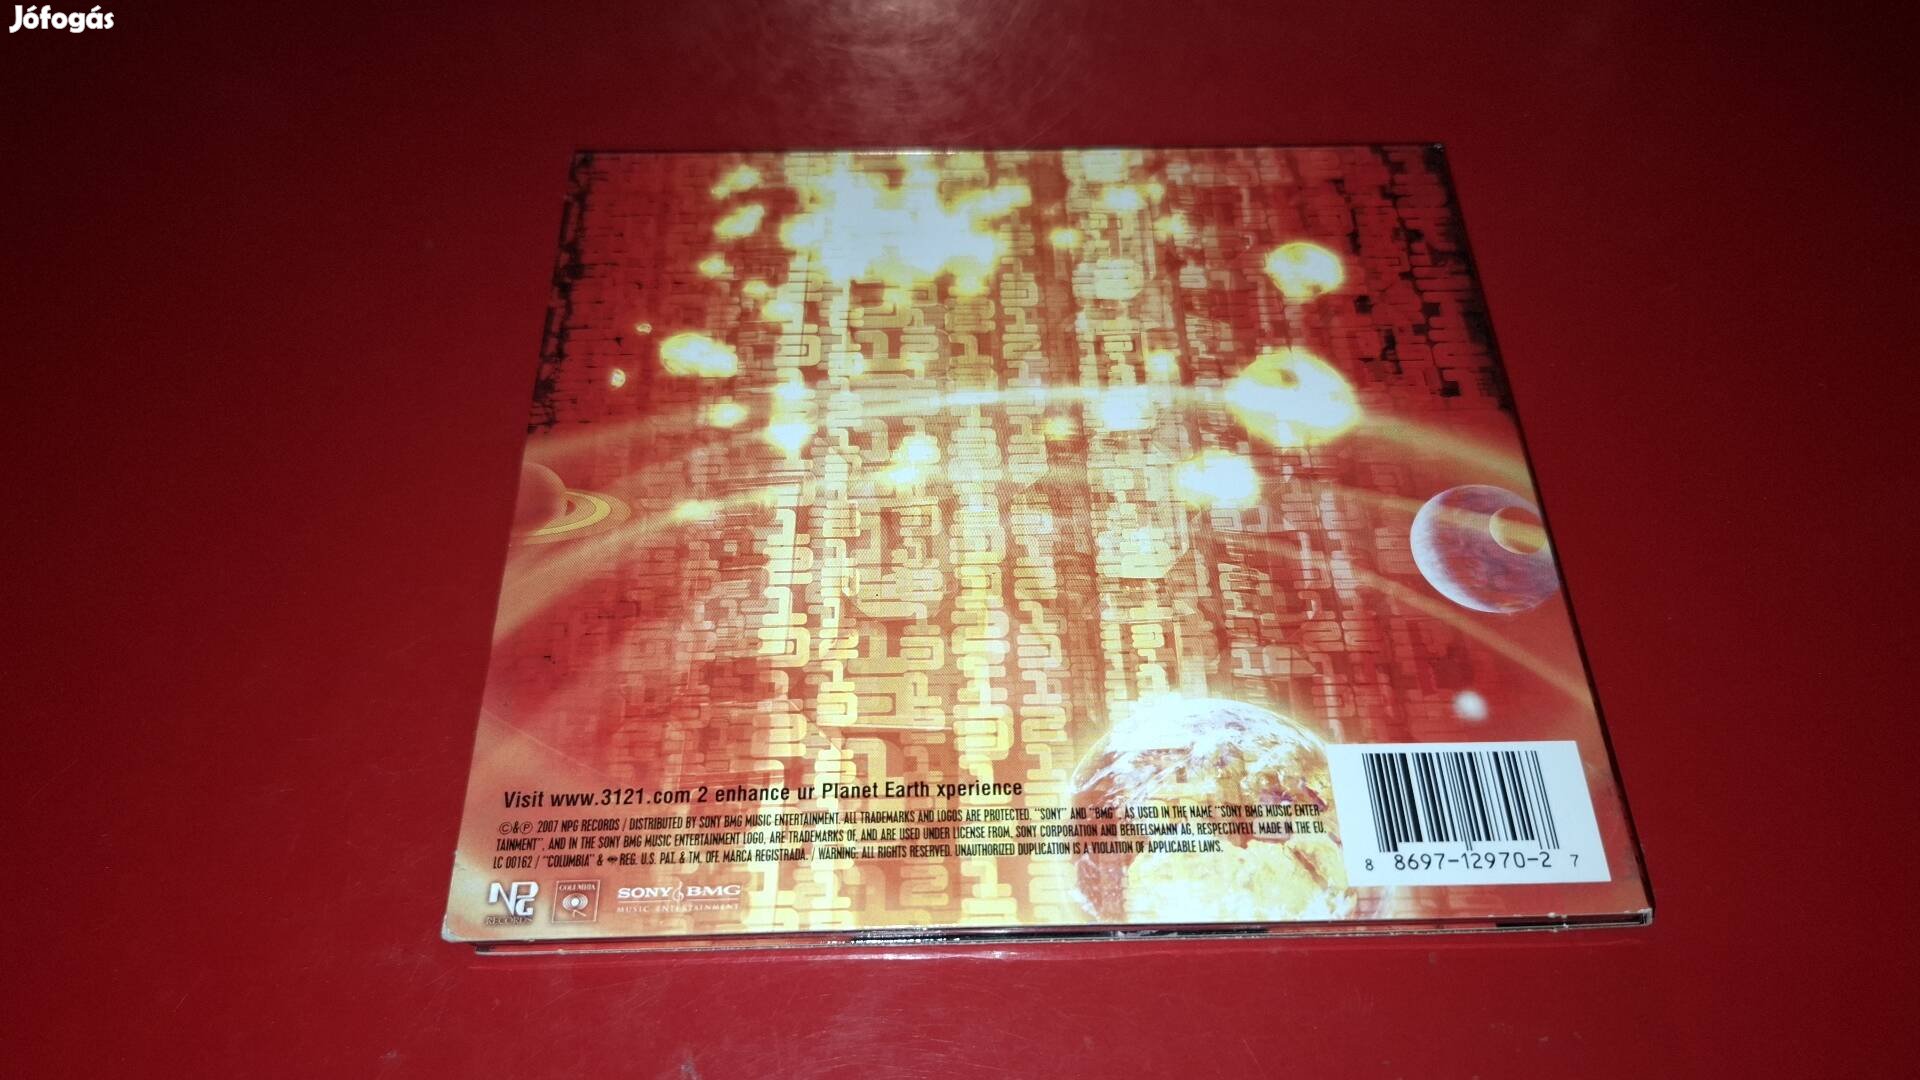 Jófogás
Visit www.3121.com 2 enhance ur Planet Earth xperience
©&℗ 2007 NPG RECORDS / DISTRIBUTED BY SONY BMG MUSIC ENTERTAINMENT. ALL TRADEMARKS AND LOGOS ARE PROTECTED. "SONY" AND "BMG", AS USED IN THE NAME "SONY BMG MUSIC ENTER-
TAINMENT", AND IN THE SONY BMG MUSIC ENTERTAINMENT LOGO, ARE TRADEMARKS OF, AND ARE USED UNDER LICENSE FROM, SONY CORPORATION AND BERTELSMANN AG, RESPECTIVELY. MADE IN THE EU.
LC 00162 / "COLUMBIA" & REG. U.S. PAT. & TM. OFF. MARCA REGISTRADA. / WARNING: ALL RIGHTS RESERVED. UNAUTHORIZED DUPLICATION IS A VIOLATION OF APPLICABLE LAWS.
8 8697-12970-2 7
NPG RECORDS
COLUMBIA
SONY BMG
MUSIC ENTERTAINMENT